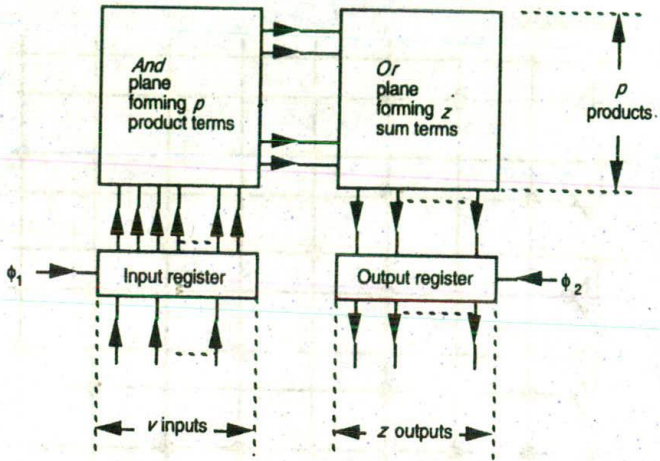 And
plane
forming p
product terms
Or
plane
forming z
sum terms
p
products
ϕ1
Input register
Output register
ϕ2
v inputs
z outputs